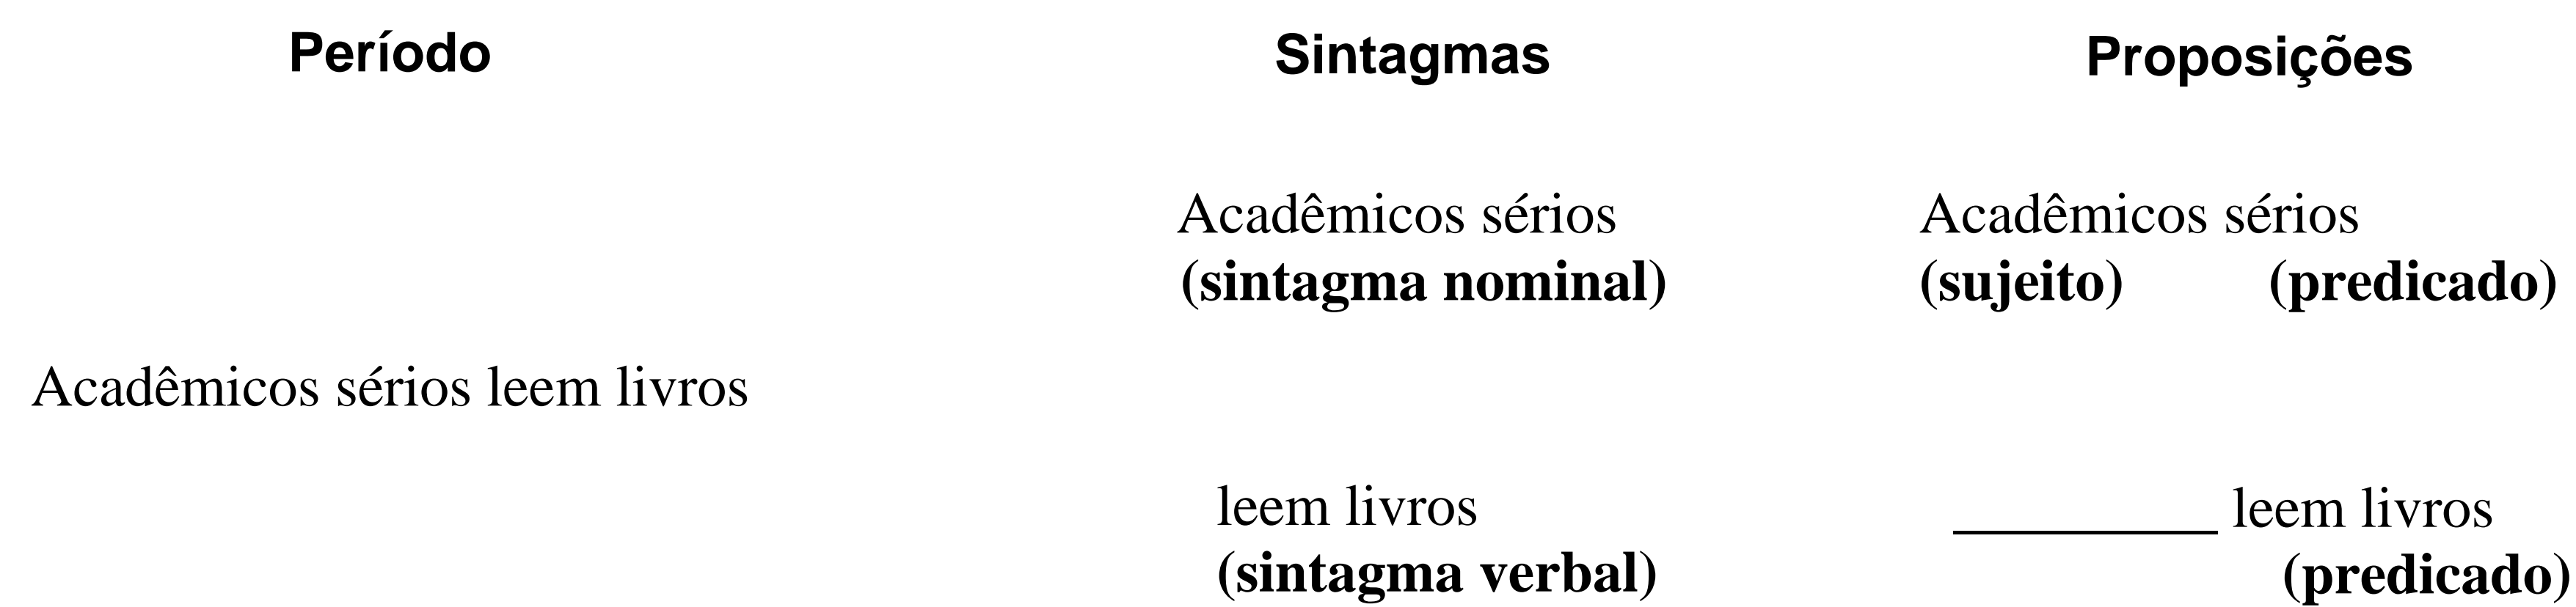 Período Sintagmas Proposições
Acadêmicos sérios Acadêmicos sérios
(sintagma nominal) (sujeito) (predicado)
Acadêmicos sérios leem livros
leem livros _________ leem livros
(sintagma verbal) (predicado)